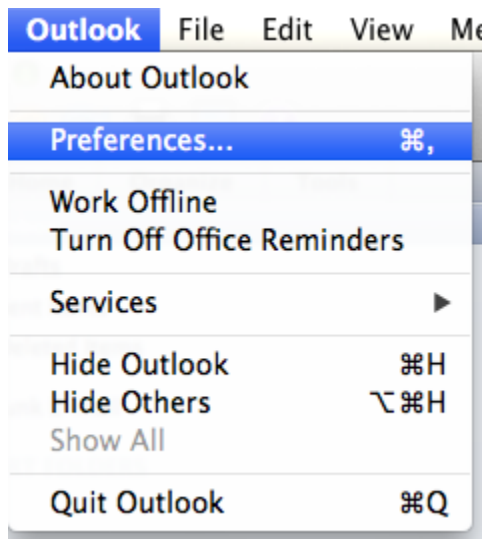 Outlook File Edit View Me
About Outlook
Preferences... ⌘,
Work Offline
Turn Off Office Reminders
Services ▶
Hide Outlook ⌘H
Hide Others ⌥⌘H
Show All
Quit Outlook ⌘Q